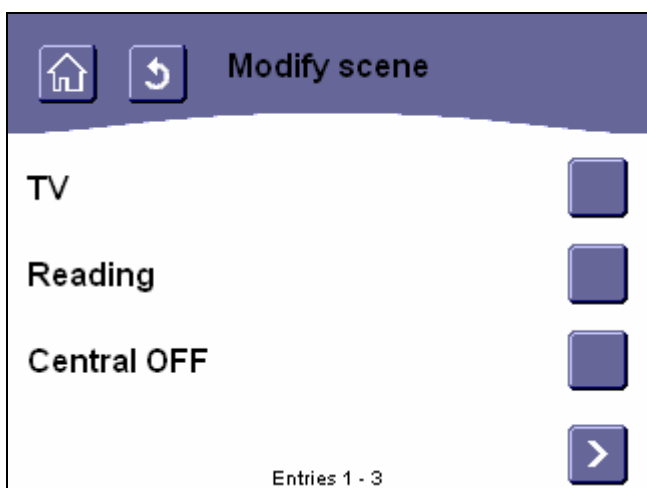 Modify scene
TV
Reading
Central OFF
Entries 1 - 3